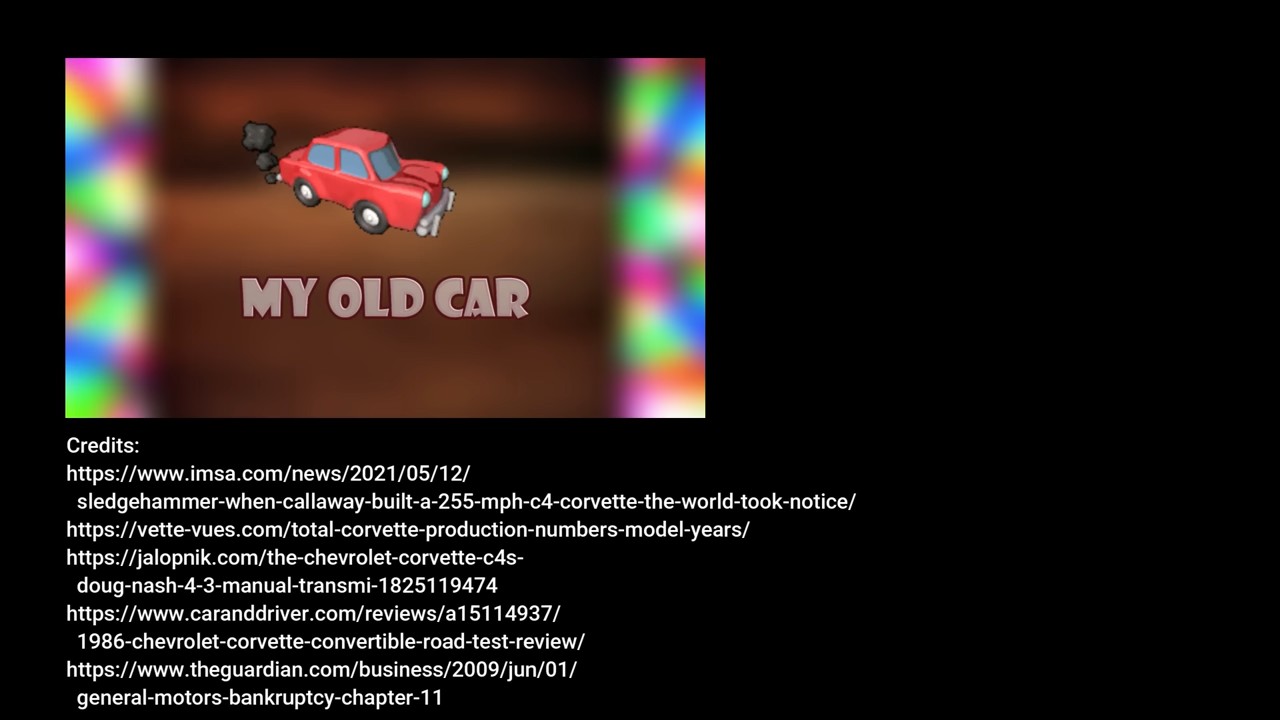 MY OLD CAR
Credits:
https://www.imsa.com/news/2021/05/12/
sledgehammer-when-callaway-built-a-255-mph-c4-corvette-the-world-took-notice/
https://vette-vues.com/total-corvette-production-numbers-model-years/
https://jalopnik.com/the-chevrolet-corvette-c4s-
doug-nash-4-3-manual-transmi-1825119474
https://www.caranddriver.com/reviews/a15114937/
1986-chevrolet-corvette-convertible-road-test-review/
https://www.theguardian.com/business/2009/jun/01/
general-motors-bankruptcy-chapter-11